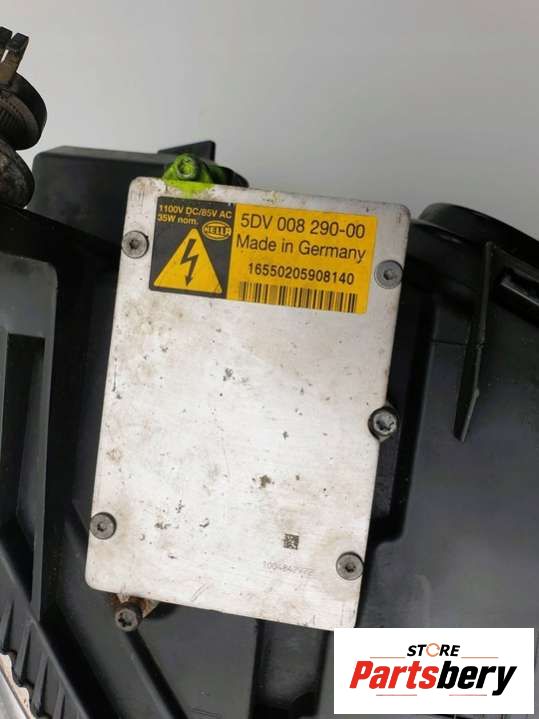 1100V DC/85V AC
35W nom.
HELLA
5DV 008 290-00
Made in Germany
16550205908140
STORE
Partsbery